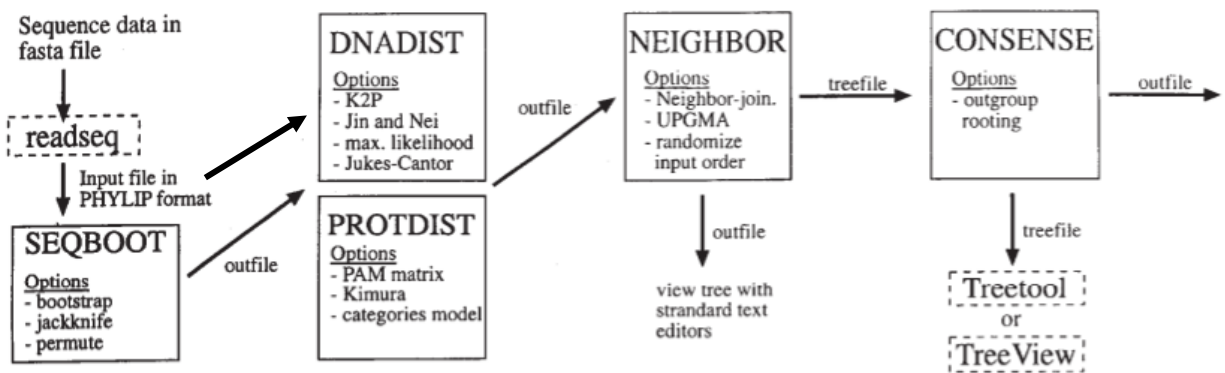 Sequence data in
fasta file
readseq
Input file in
PHYLIP format
SEQBOOT
Options
- bootstrap
- jackknife
- permute
outfile
DNADIST
Options
- K2P
- Jin and Nei
- max. likelihood
- Jukes-Cantor
PROTDIST
Options
- PAM matrix
- Kimura
- categories model
outfile
NEIGHBOR
Options
- Neighbor-join.
- UPGMA
- randomize
input order
outfile
view tree with
strandard text
editors
treefile
CONSENSE
Options
- outgroup
rooting
outfile
treefile
Treetool
or
TreeView